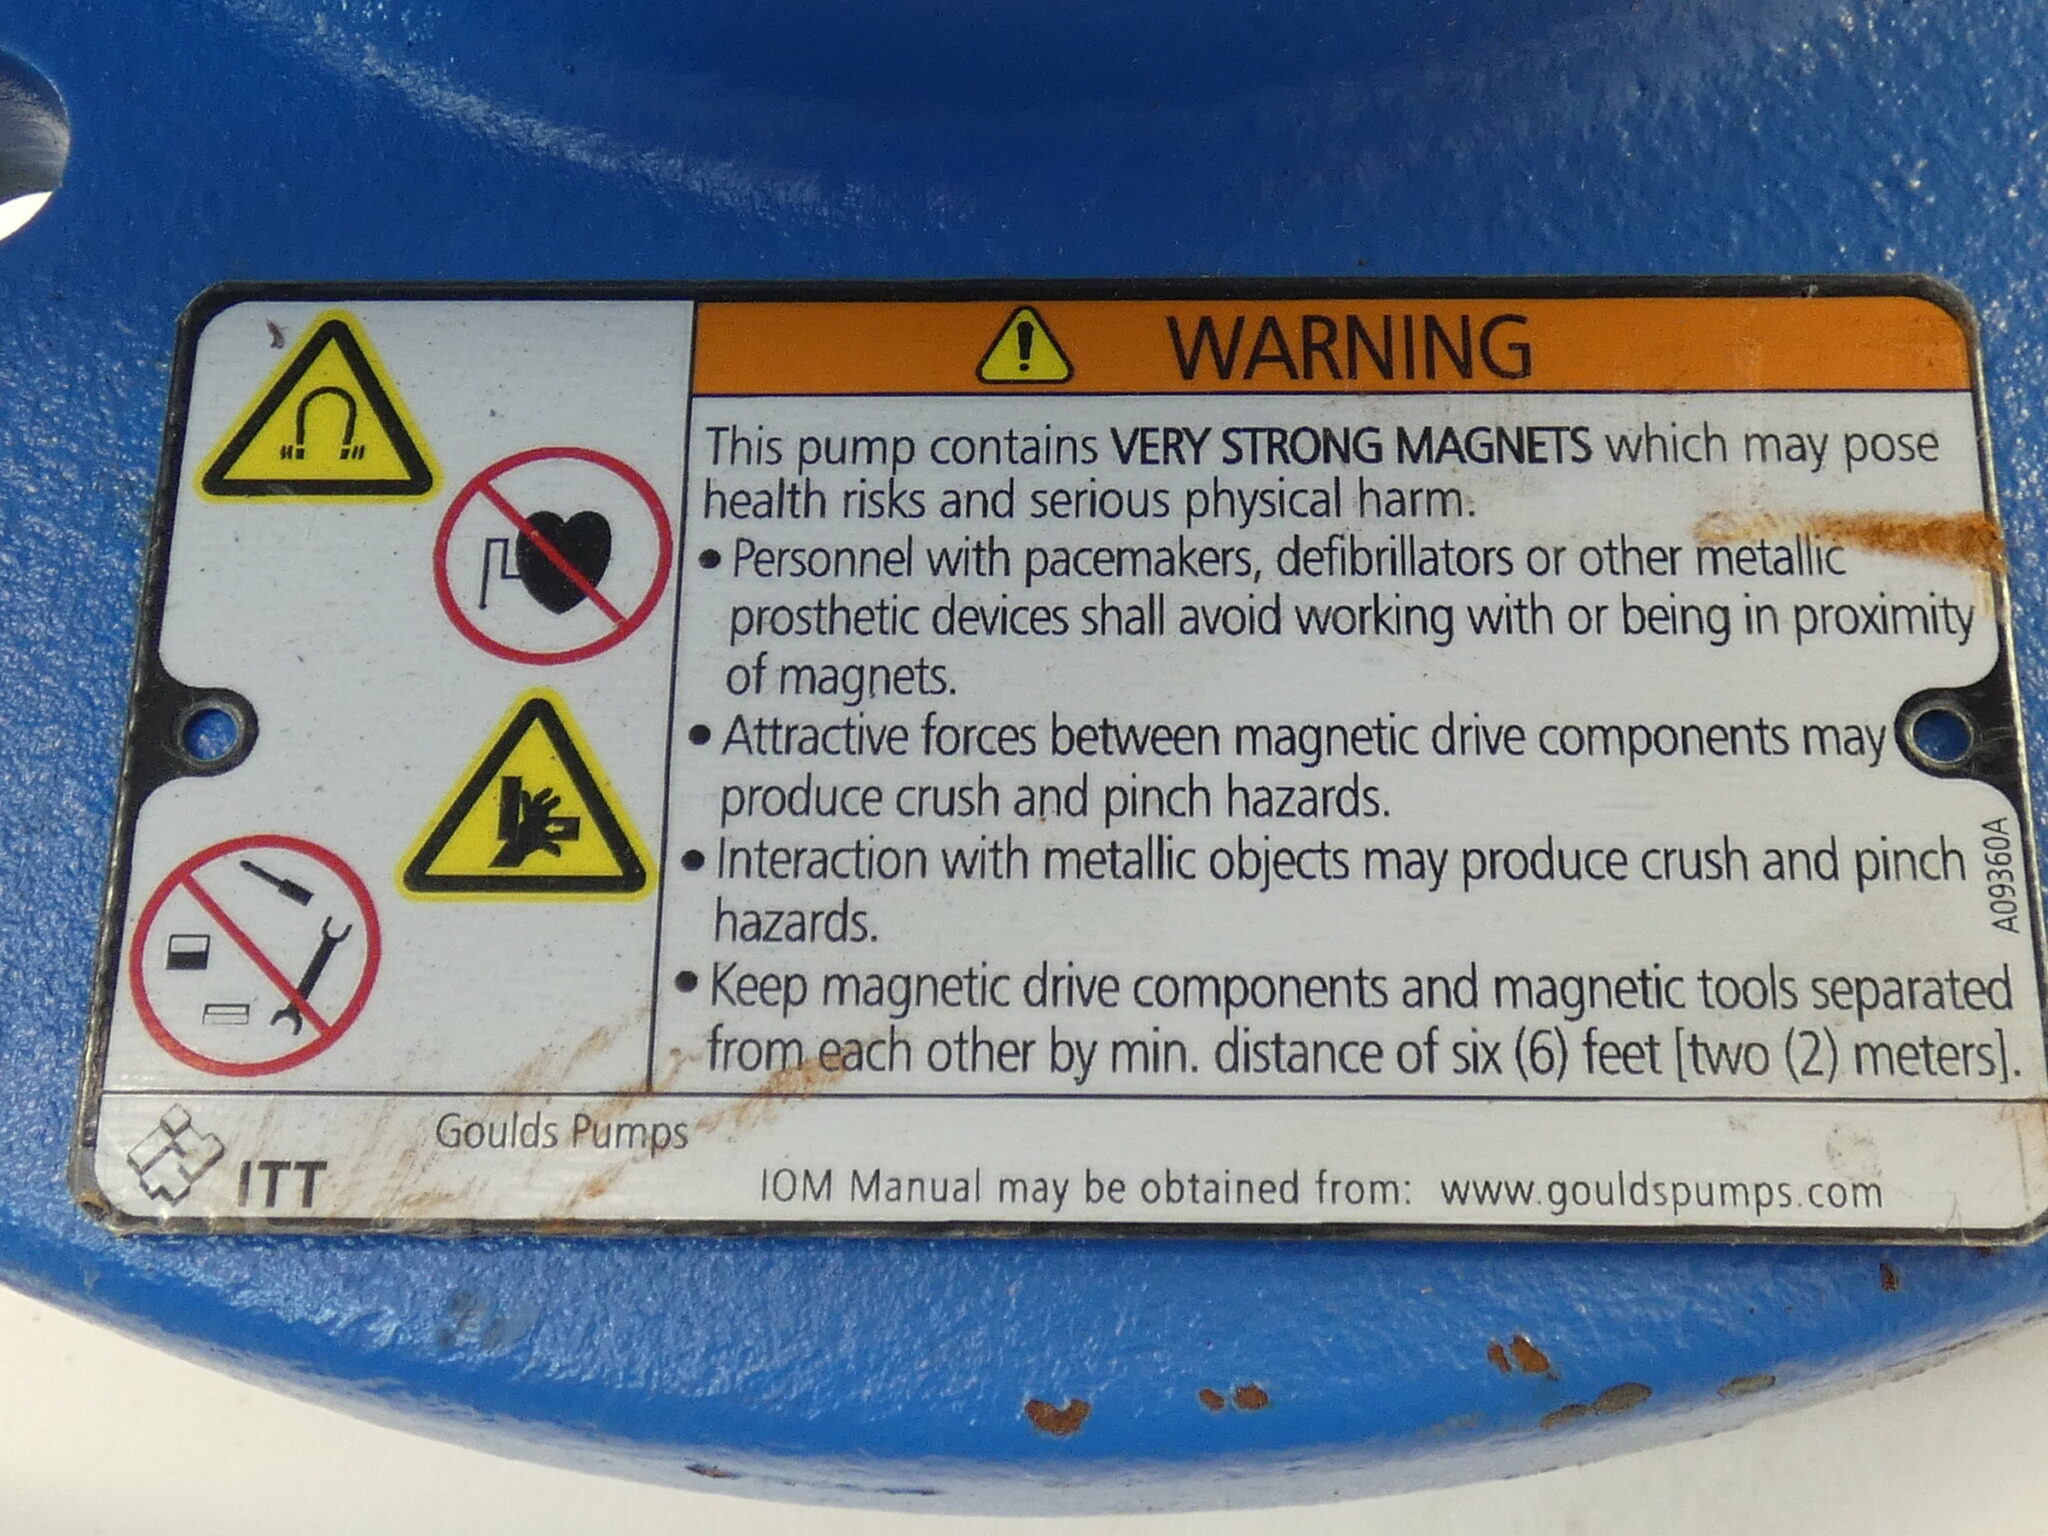 WARNING
This pump contains VERY STRONG MAGNETS which may pose
health risks and serious physical harm:
• Personnel with pacemakers, defibrillators or other metallic
prosthetic devices shall avoid working with or being in proximity
of magnets.
• Attractive forces between magnetic drive components may
produce crush and pinch hazards.
• Interaction with metallic objects may produce crush and pinch
hazards.
• Keep magnetic drive components and magnetic tools separated
from each other by min. distance of six (6) feet [two (2) meters].
A093360A
Goulds Pumps
ITT
IOM Manual may be obtained from: www.gouldspumps.com